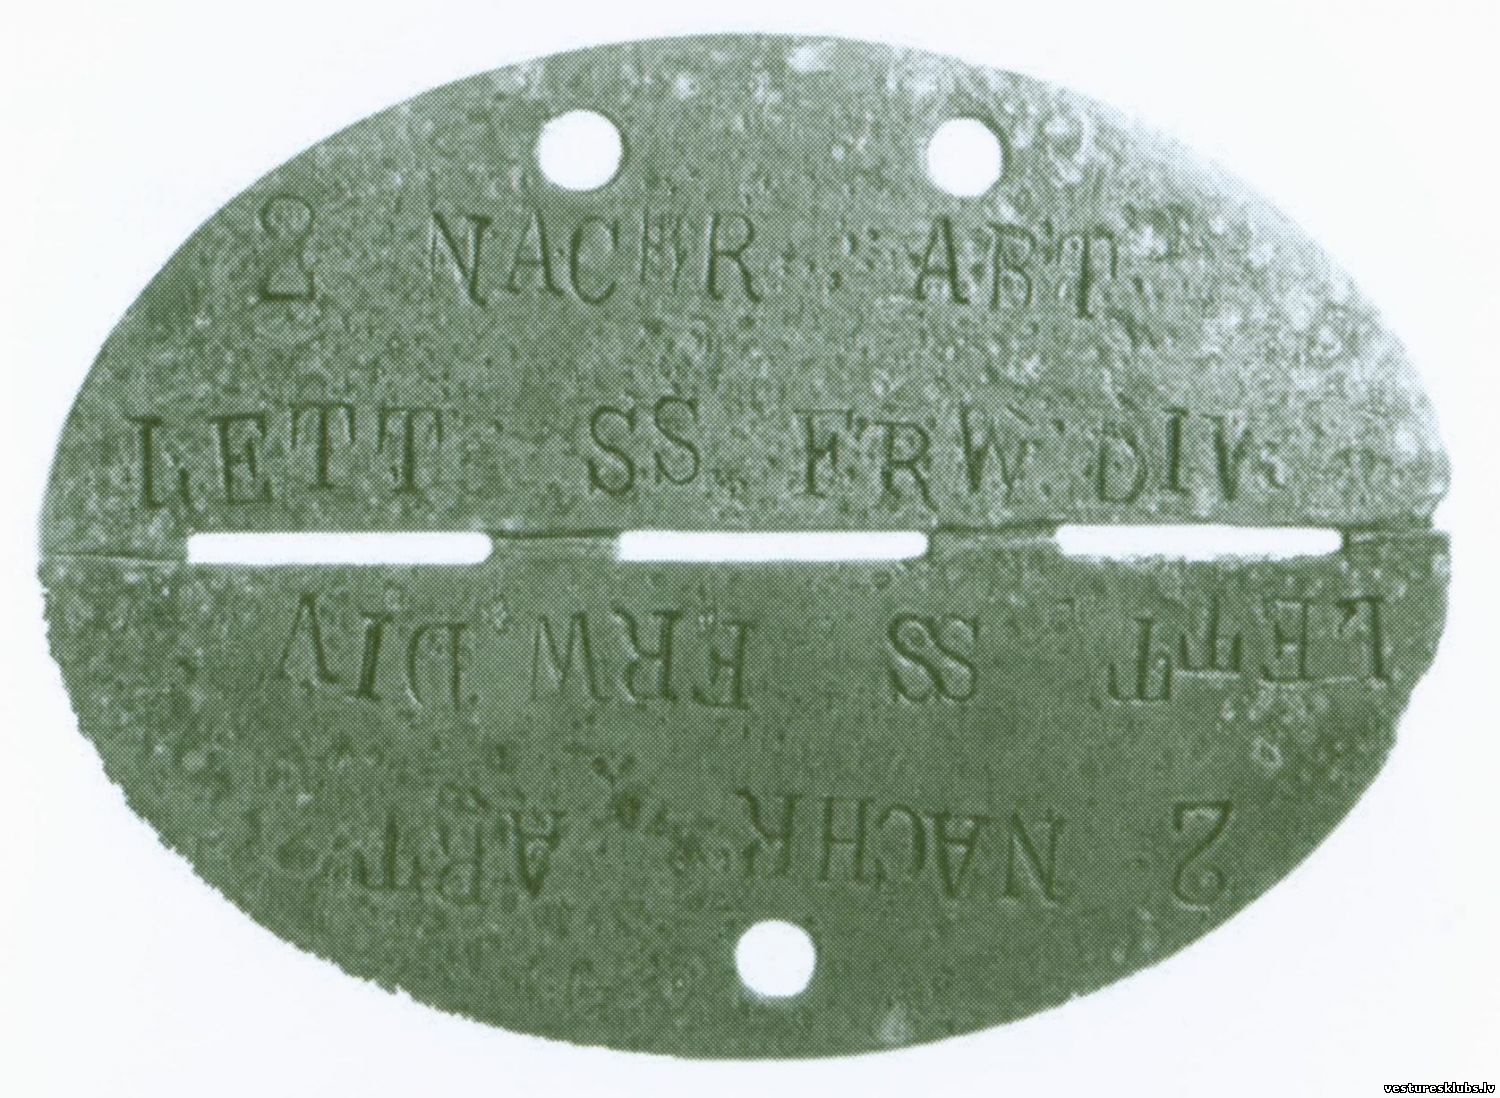 2 NACHR. ABT.
LETT SS FRW DIV.
LETT SS FRW DIV
2 NACHR ABT
vesturesklubs.lv